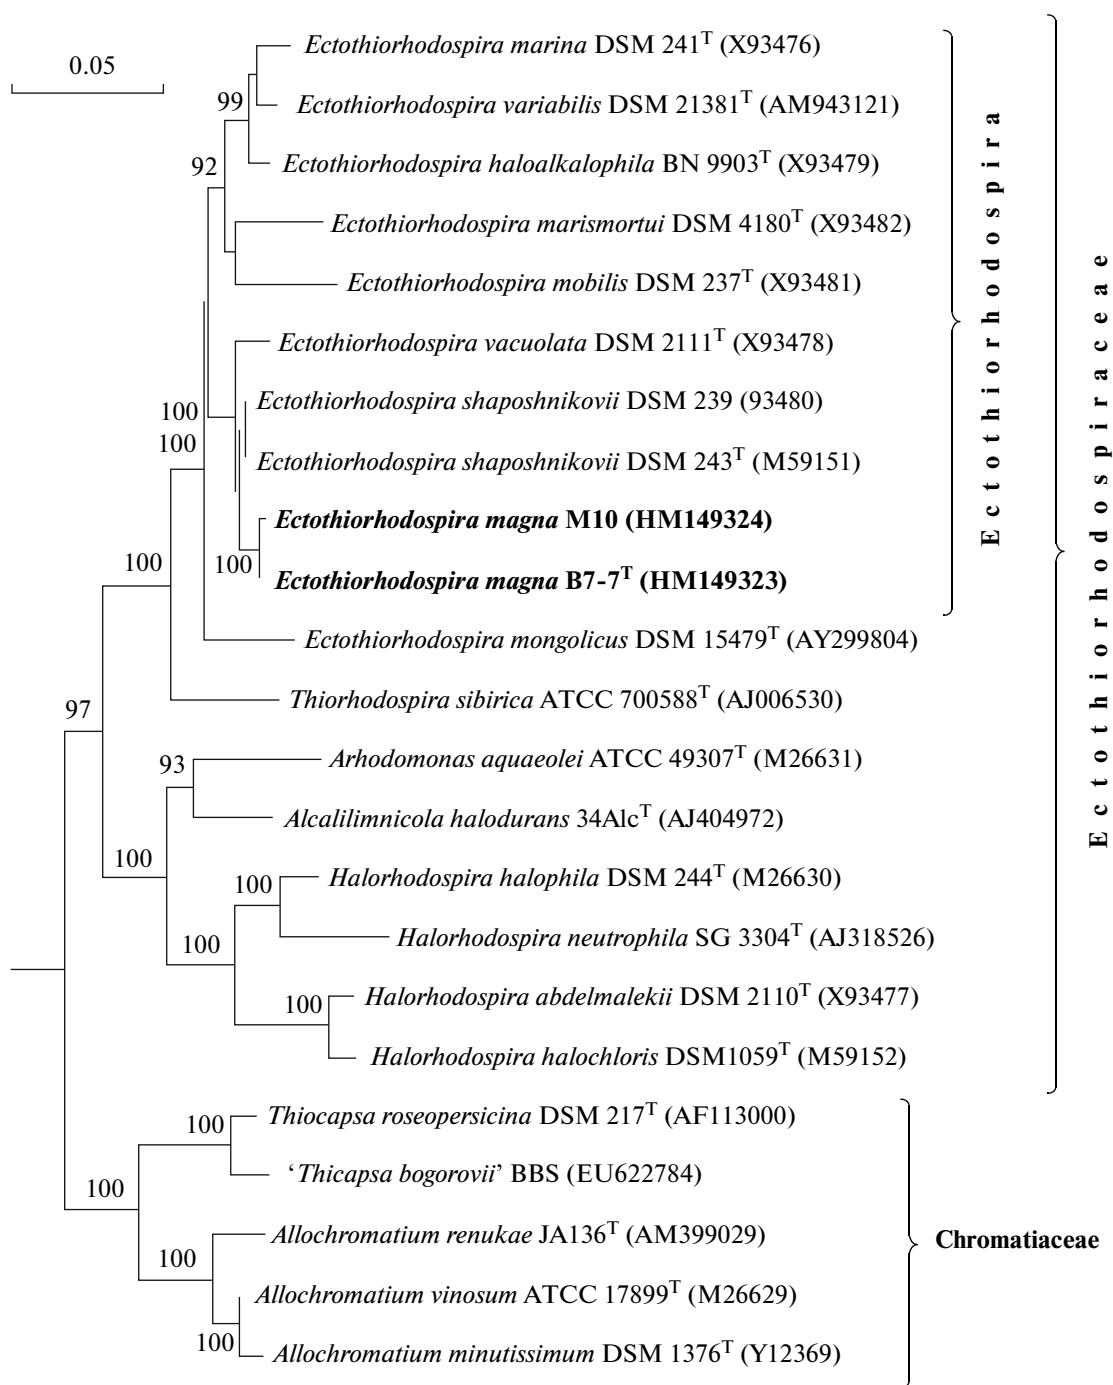 0.05
Ectothiorhodospira marina DSM 241ᵀ (X93476)
99
Ectothiorhodospira variabilis DSM 21381ᵀ (AM943121)
92
Ectothiorhodospira haloalkalophila BN 9903ᵀ (X93479)
Ectothiorhodospira marismortui DSM 4180ᵀ (X93482)
Ectothiorhodospira mobilis DSM 237ᵀ (X93481)
Ectothiorhodospira vacuolata DSM 2111ᵀ (X93478)
100
Ectothiorhodospira shaposhnikovii DSM 239 (93480)
100
Ectothiorhodospira shaposhnikovii DSM 243ᵀ (M59151)
Ectothiorhodospira magna M10 (HM149324)
100
100
Ectothiorhodospira magna B7-7ᵀ (HM149323)
Ectothiorhodospira mongolicus DSM 15479ᵀ (AY299804)
Ectothiorhodospira
97
Thiorhodospira sibirica ATCC 700588ᵀ (AJ006530)
93
Arhodomonas aquaeolei ATCC 49307ᵀ (M26631)
Alcalilimnicola halodurans 34Alcᵀ (AJ404972)
100
100
Halorhodospira halophila DSM 244ᵀ (M26630)
100
Halorhodospira neutrophila SG 3304ᵀ (AJ318526)
100
Halorhodospira abdelmalekii DSM 2110ᵀ (X93477)
Halorhodospira halochloris DSM1059ᵀ (M59152)
Ectothiorhodospiraceae
100
Thiocapsa roseopersicina DSM 217ᵀ (AF113000)
100
‘Thicapsa bogorovii’ BBS (EU622784)
100
Allochromatium renukae JA136ᵀ (AM399029)
Allochromatium vinosum ATCC 17899ᵀ (M26629)
100
Allochromatium minutissimum DSM 1376ᵀ (Y12369)
Chromatiaceae